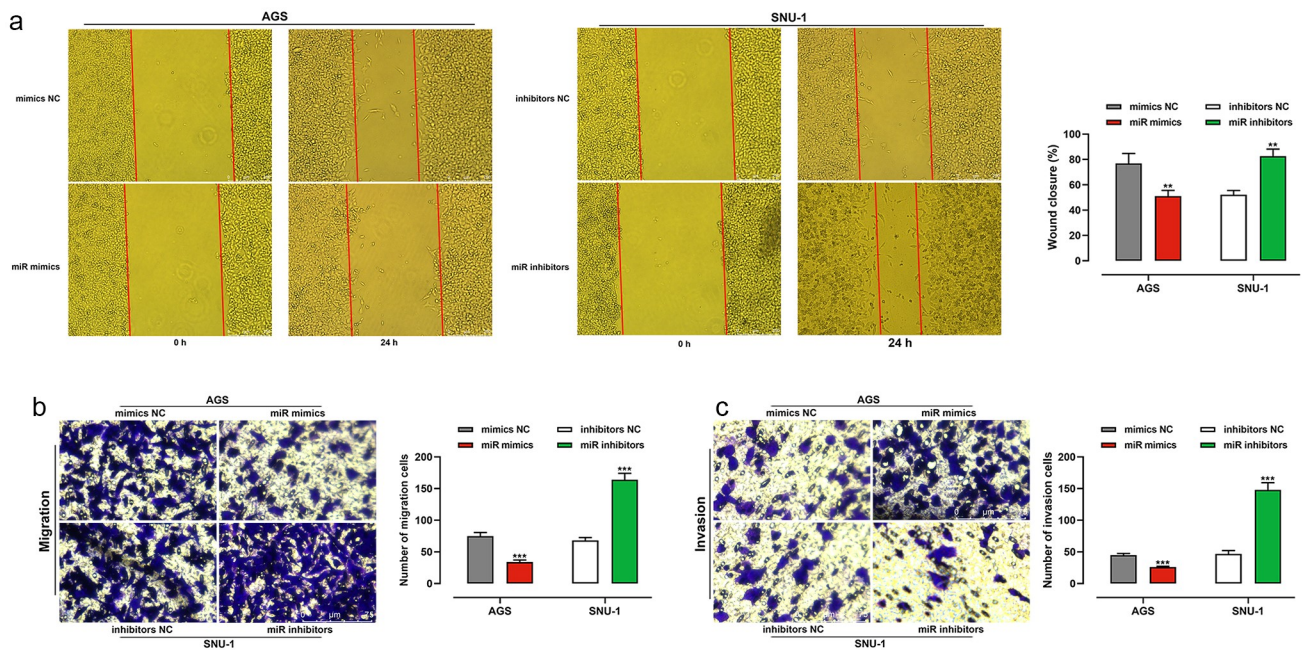 a
AGS
SNU-1
mimics NC
inhibitors NC
miR mimics
miR inhibitors
0 h
24 h
0 h
24 h
mimics NC
inhibitors NC
miR mimics
miR inhibitors
Wound closure (%)
100
80
60
40
20
0
**
**
AGS
SNU-1
b
AGS
mimics NC
miR mimics
Migration
inhibitors NC
miR inhibitors
SNU-1
mimics NC
inhibitors NC
miR mimics
miR inhibitors
Number of migration cells
200
150
100
50
0
***
***
AGS
SNU-1
c
AGS
mimics NC
miR mimics
Invasion
inhibitors NC
miR inhibitors
SNU-1
mimics NC
inhibitors NC
miR mimics
miR inhibitors
Number of invasion cells
200
150
100
50
0
***
***
AGS
SNU-1